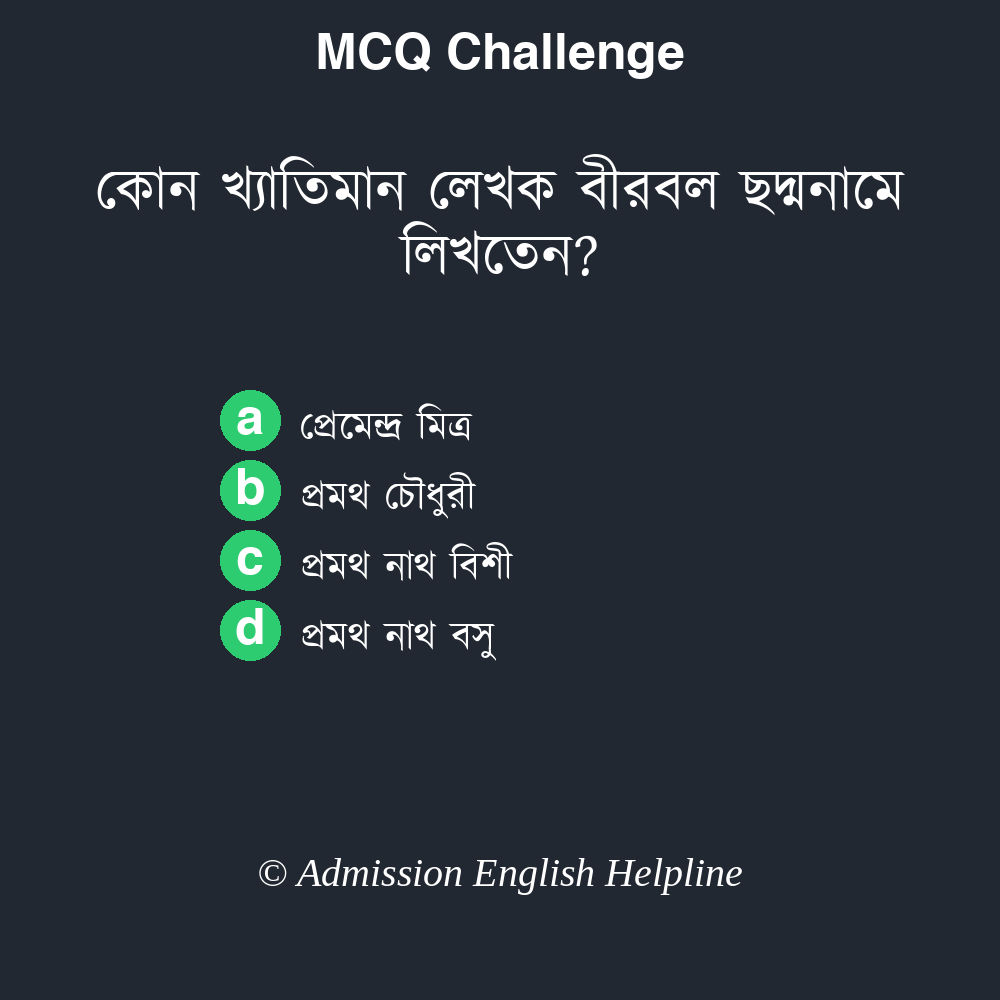 MCQ Challenge
কোন খ্যাতিমান লেখক বীরবল ছদ্মনামে
লিখতেন?
a প্রেমেন্দ্র মিত্র
b প্রমথ চৌধুরী
c প্রমথ নাথ বিশী
d প্রমথ নাথ বসু
© Admission English Helpline